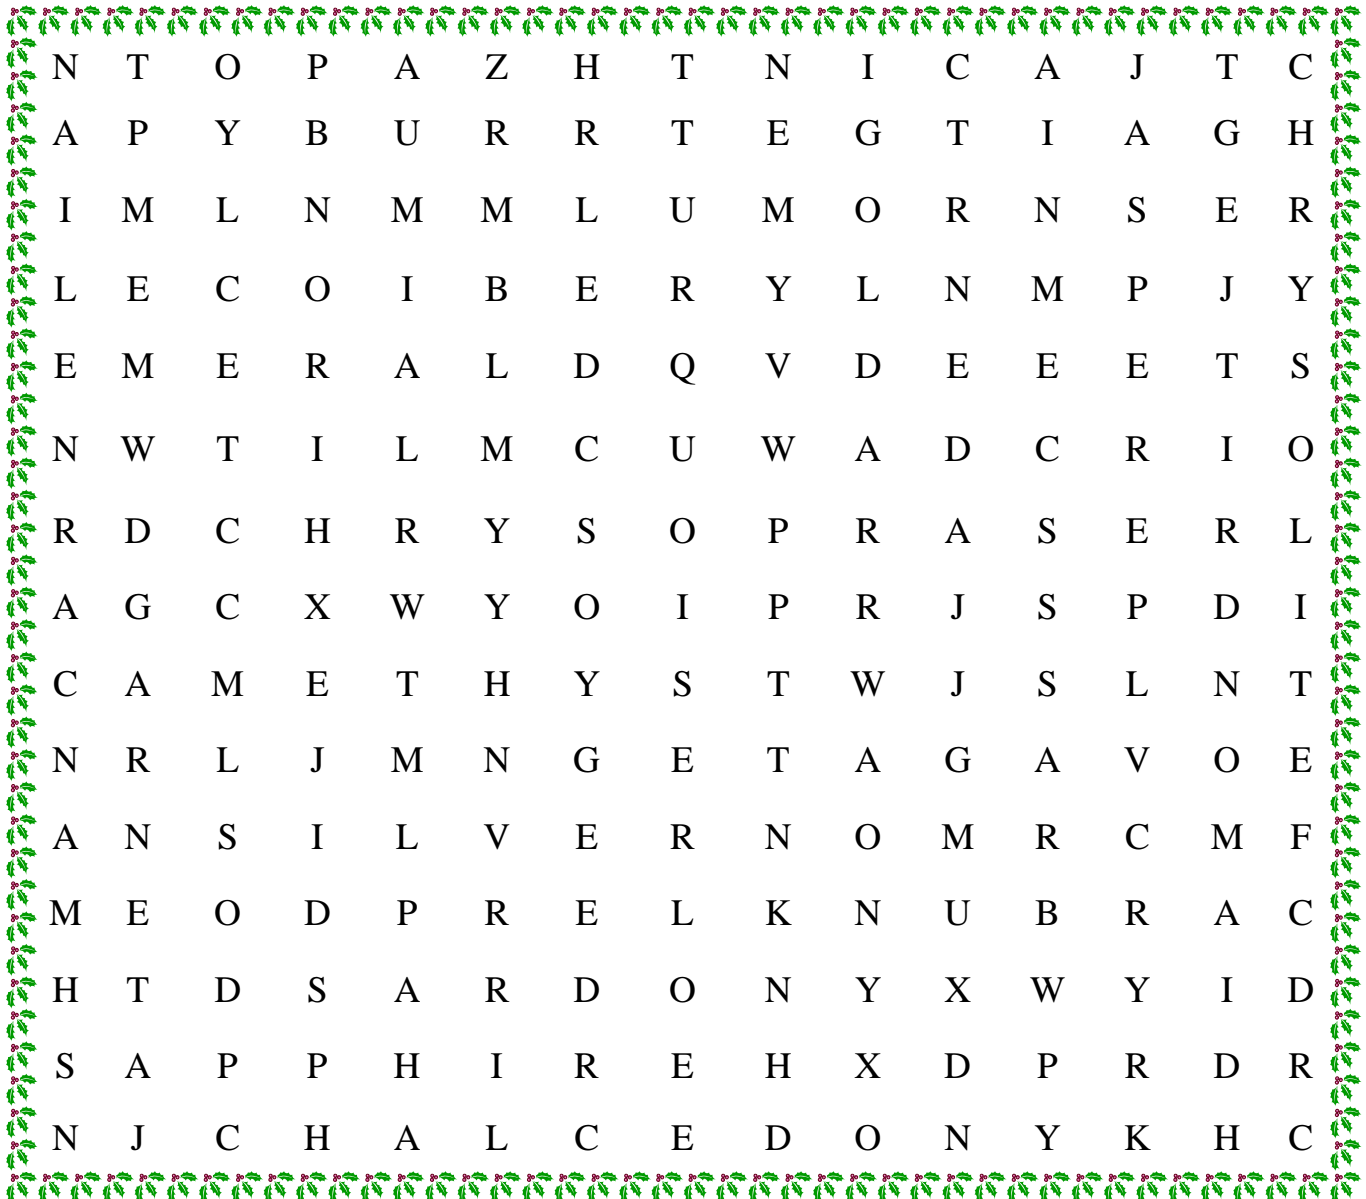 N T O P A Z H T N I C A J T C
A P Y B U R R T E G T I A G H
I M L N M M L U M O R N S E R
L E C O I B E R Y L N M P J Y
E M E R A L D Q V D E E E T S
N W T I L M C U W A D C R I O
R D C H R Y S O P R A S E R L
A G C X W Y O I P R J S P D I
C A M E T H Y S T W J S L N T
N R L J M N G E T A G A V O E
A N S I L V E R N O M R C M F
M E O D P R E L K N U B R A C
H T D S A R D O N Y X W Y I D
S A P P H I R E H X D P R D R
N J C H A L C E D O N Y K H C